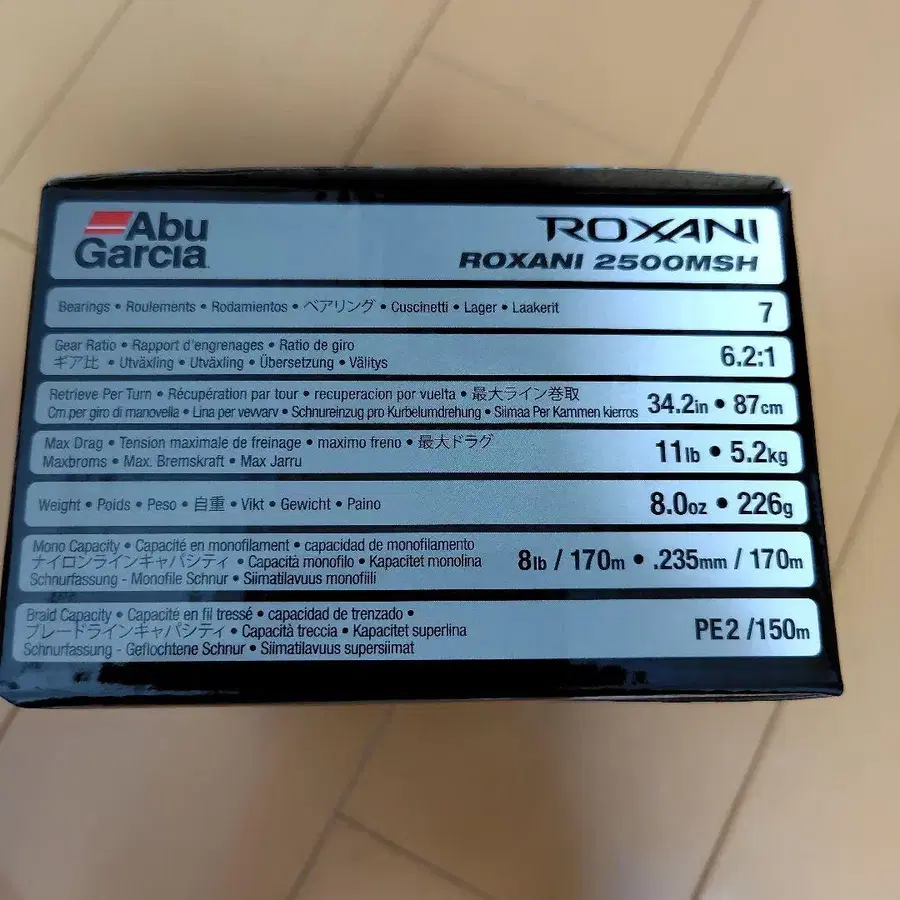 Abu
Garcia
ROXANI
ROXANI 2500MSH
Bearings • Roulements • Rodamientos • ベアリング • Cuscinetti • Lager • Laakerit
7
Gear Ratio • Rapport d'engrenages • Ratio de giro
ギア比 • Utväxling • Utväxling • Übersetzung • Välitys
6.2:1
Retrieve Per Turn • Récupération par tour • recuperacion por vuelta • 最大ライン巻取
Cm per giro di manovella • Lina per vevvarv • Schnureinzug pro Kurbelumdrehung • Siimaa Per Kammen kierros
34.2in • 87cm
Max Drag • Tension maximale de freinage • maximo freno • 最大ドラグ
Maxbroms • Max. Bremskraft • Max Jarru
11lb • 5.2kg
Weight • Poids • Peso • 自重 • Vikt • Gewicht • Paino
8.0oz • 226g
Mono Capacity • Capacité en monofilament • capacidad de monofilamento
ナイロンラインキャパシティ • Capacità monofilo • Kapacitet monolina
Schnurfassung - Monofile Schnur • Siimatilavuus monofiili
8lb / 170m • .235mm / 170m
Braid Capacity • Capacité en fil tressé • capacidad de trenzado •
ブレードラインキャパシティ • Capacità treccia • Kapacitet superlina
Schnurfassung - Geflochtene Schnur • Siimatilavuus supersiimat
PE2 /150m